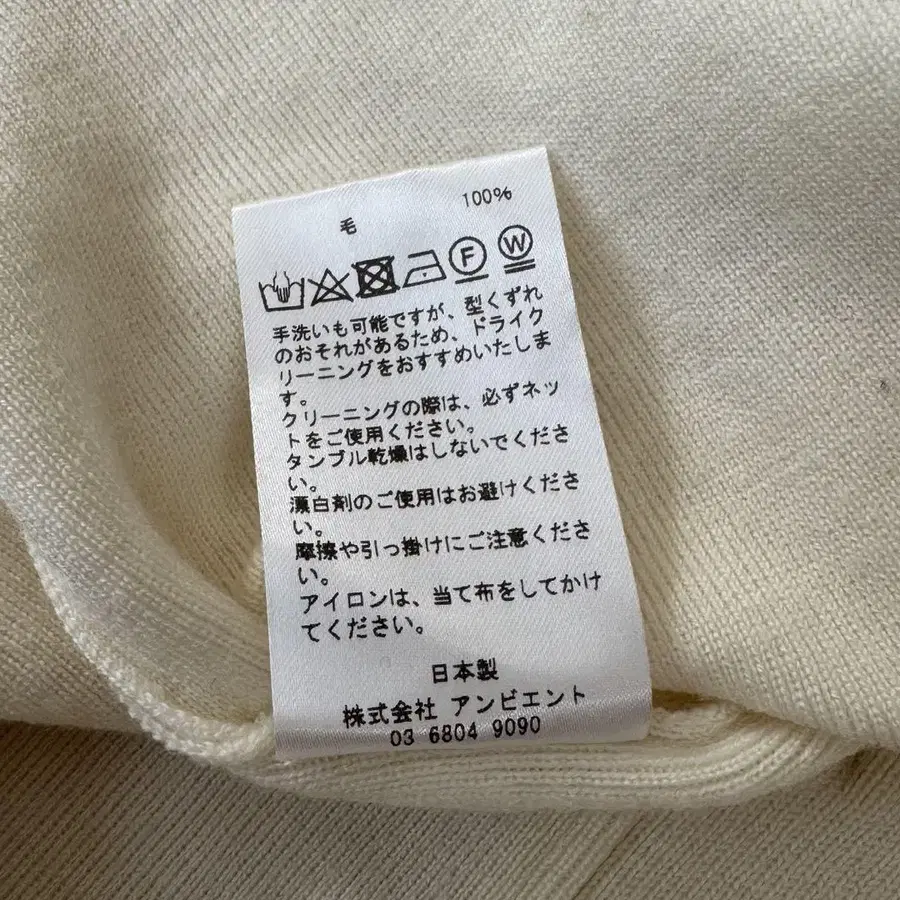 毛 100%
F W
手洗いも可能ですが、型くずれ
のおそれがあるため、ドライク
リーニングをおすすめいたしま
す。
クリーニングの際は、必ずネッ
トをご使用ください。
タンブル乾燥はしないでくださ
い。
漂白剤のご使用はお避けくださ
い。
摩擦や引っ掛けにご注意くださ
い。
アイロンは、当て布をしてかけ
てください。
日本製
株式会社 アンビエント
03 6804 9090